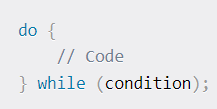 do {
    // Code
} while (condition);